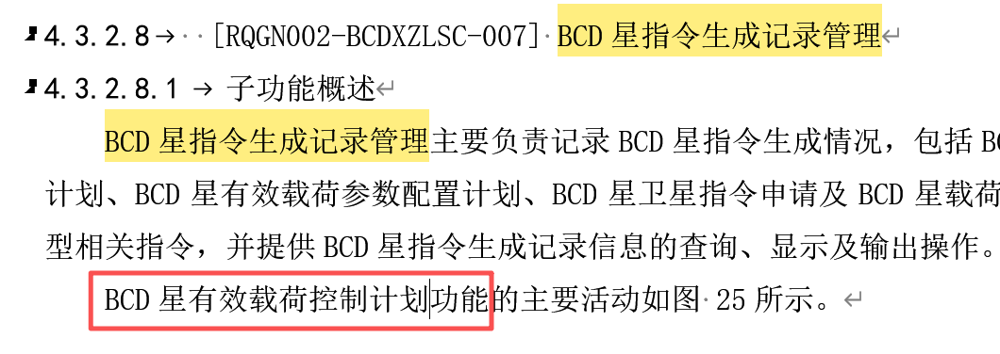 4.3.2.8 [RQGN002-BCDXZLSC-007] BCD 星指令生成记录管理
4.3.2.8.1 子功能概述
BCD 星指令生成记录管理主要负责记录 BCD 星指令生成情况，包括
计划、BCD 星有效载荷参数配置计划、BCD 星卫星指令申请及 BCD 星载荷
型相关指令，并提供 BCD 星指令生成记录信息的查询、显示及输出操作。
BCD 星有效载荷控制计划功能的主要活动如图 25 所示。